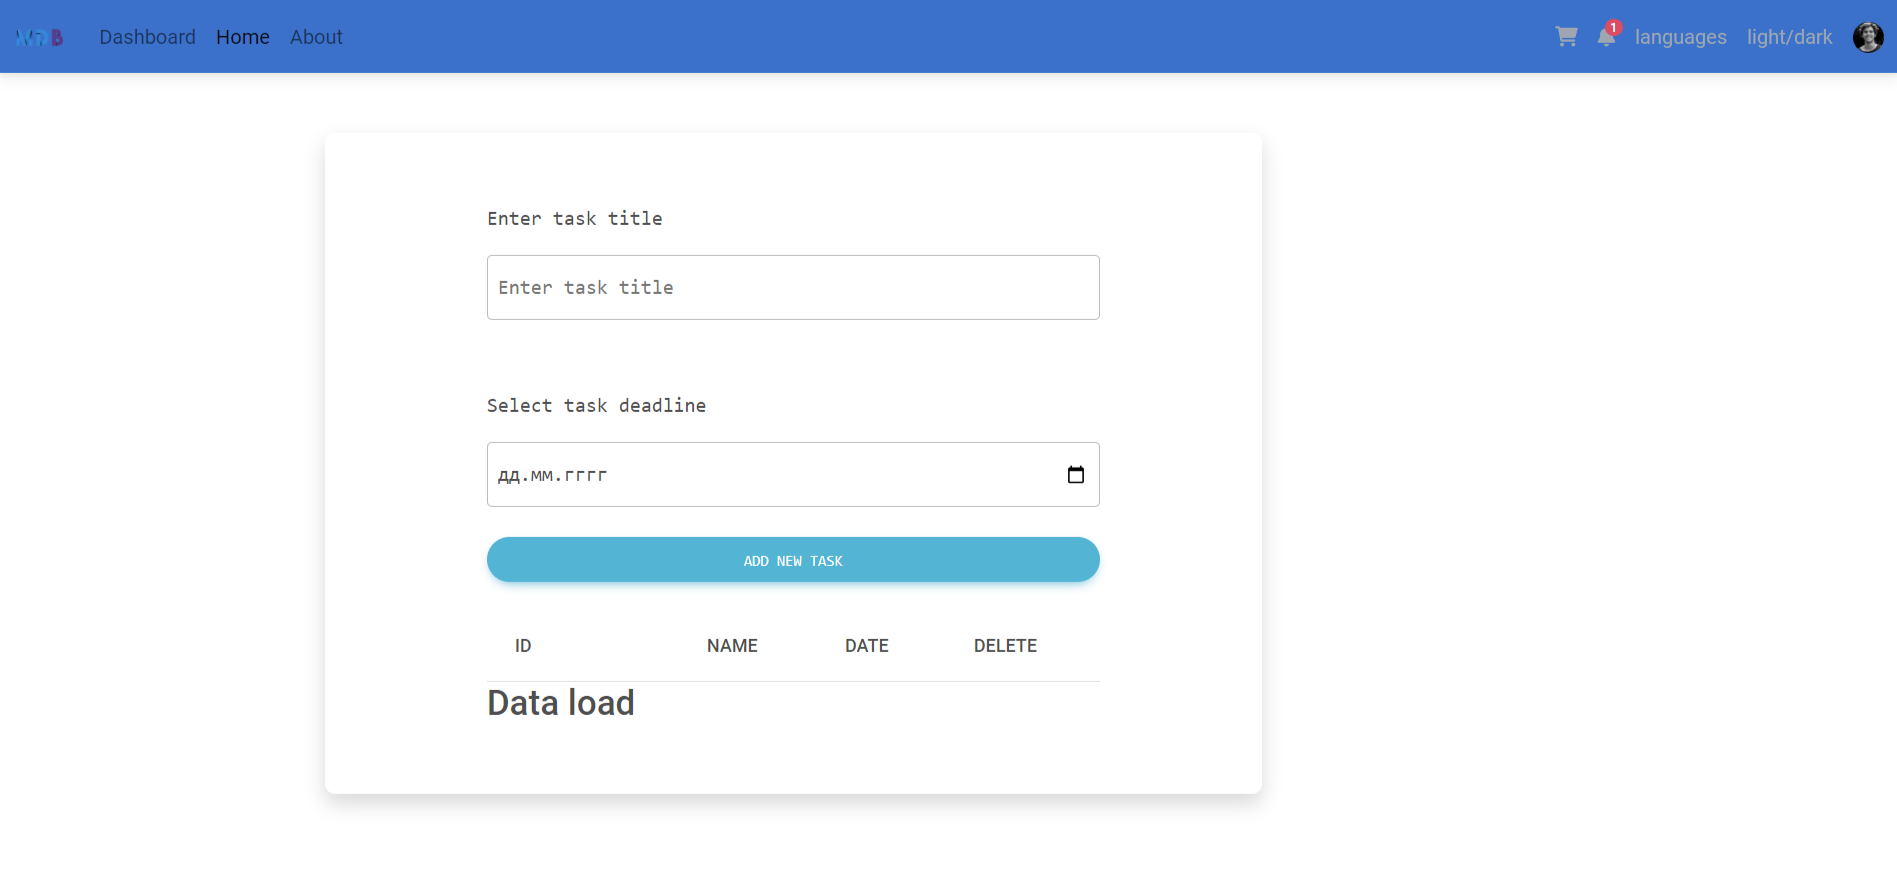 MDB Dashboard Home About 1 languages light/dark
Enter task title
Enter task title
Select task deadline
дд.мм.гггг
ADD NEW TASK
ID NAME DATE DELETE
Data load